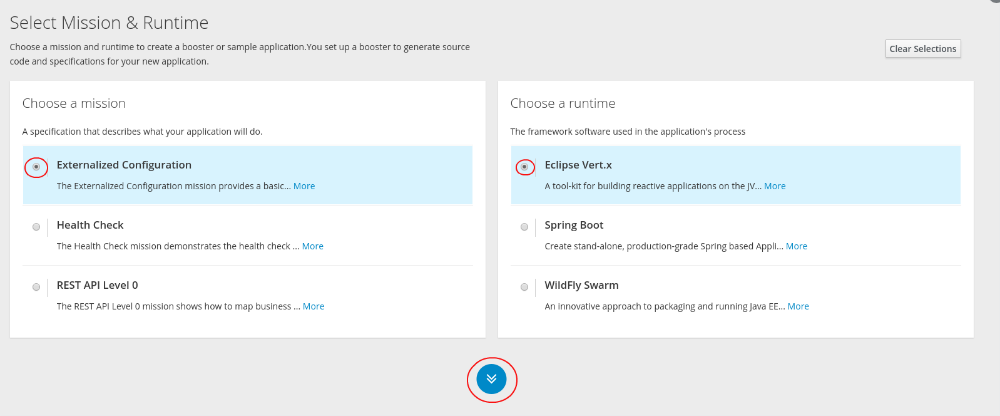 Select Mission & Runtime
Choose a mission and runtime to create a booster or sample application.You set up a booster to generate source
code and specifications for your new application.
Clear Selections
Choose a mission
A specification that describes what your application will do.
Externalized Configuration
The Externalized Configuration mission provides a basic... More
Health Check
The Health Check mission demonstrates the health check ... More
REST API Level 0
The REST API Level 0 mission shows how to map business ... More
Choose a runtime
The framework software used in the application's process
Eclipse Vert.x
A tool-kit for building reactive applications on the JV... More
Spring Boot
Create stand-alone, production-grade Spring based Appli... More
WildFly Swarm
An innovative approach to packaging and running Java EE... More